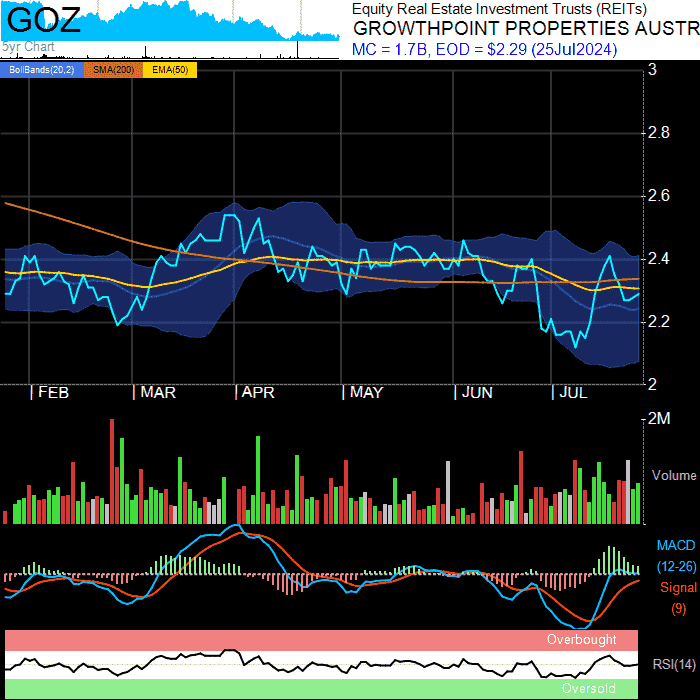 GOZ
5yr Chart
Equity Real Estate Investment Trusts (REITs)
GROWTHPOINT PROPERTIES AUSTR
MC = 1.7B, EOD = $2.29 (25Jul2024)
BollBands(20,2) SMA(200) EMA(50)
3
2.8
2.6
2.4
2.2
2
| FEB | MAR | APR | MAY | JUN | JUL
2M
Volume
MACD
(12-26)
Signal
(9)
Overbought
RSI(14)
Oversold